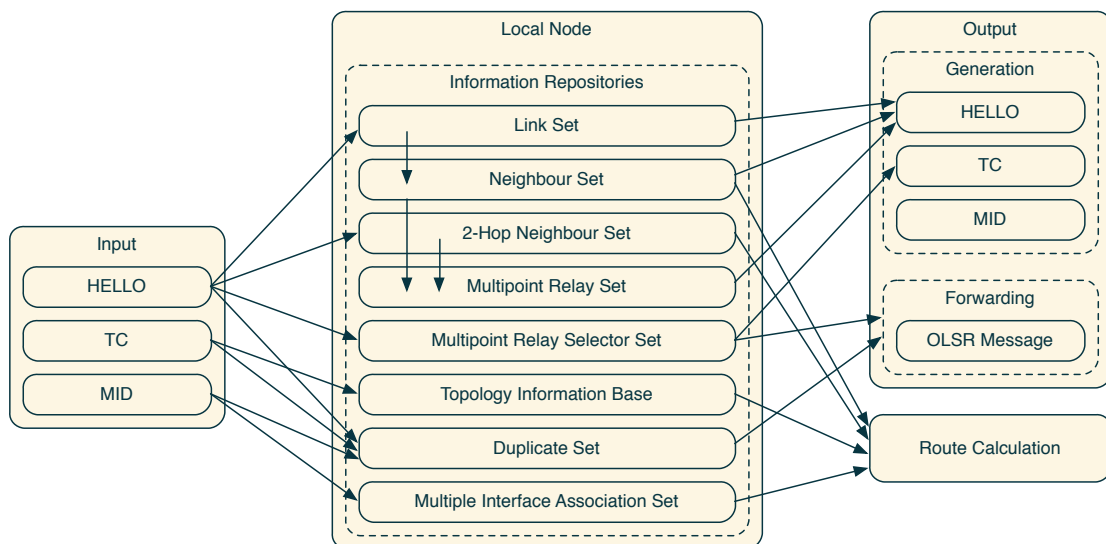 Input
HELLO
TC
MID
Local Node
Information Repositories
Link Set
Neighbour Set
2-Hop Neighbour Set
Multipoint Relay Set
Multipoint Relay Selector Set
Topology Information Base
Duplicate Set
Multiple Interface Association Set
Output
Generation
HELLO
TC
MID
Forwarding
OLSR Message
Route Calculation